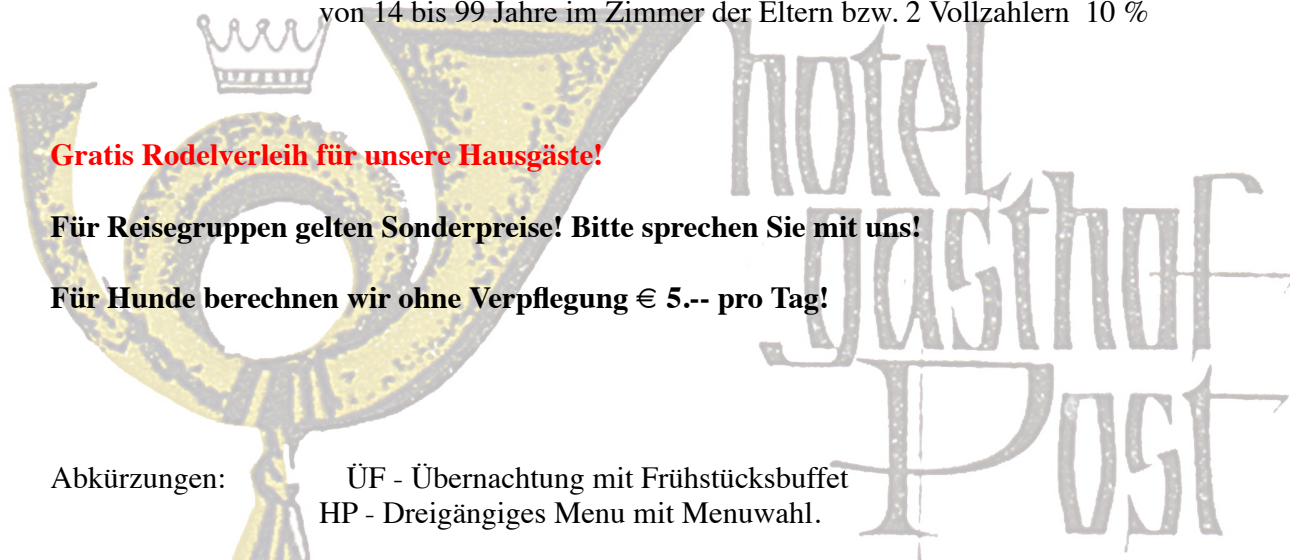 von 14 bis 99 Jahre im Zimmer der Eltern bzw. 2 Vollzahlern 10 %
hotel
gasthof
Post
Gratis Rodelverleih für unsere Hausgäste!
Für Reisegruppen gelten Sonderpreise! Bitte sprechen Sie mit uns!
Für Hunde berechnen wir ohne Verpflegung € 5.-- pro Tag!
Abkürzungen: ÜF - Übernachtung mit Frühstücksbuffet
HP - Dreigängiges Menu mit Menuwahl.